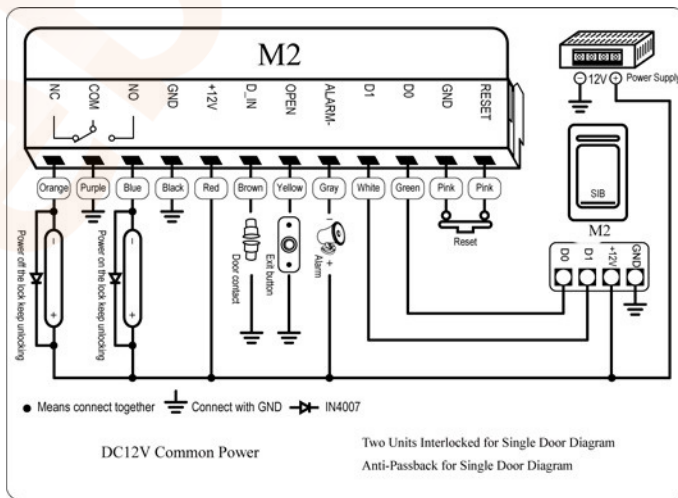 M2
NC
COM
NO
GND
+12V
D_IN
OPEN
ALARM-
D1
D0
GND
RESET
Orange
Purple
Blue
Black
Red
Brown
Yellow
Gray
White
Green
Pink
Pink
− 12V + Power Supply
SIB
M2
D0
D1
+12V
GND
Reset
Power off the lock keep unlocking
− +
Power on the lock keep unlocking
− +
Door contact
Exit button
− +
Alarm
● Means connect together Connect with GND IN4007
DC12V Common Power
Two Units Interlocked for Single Door Diagram
Anti-Passback for Single Door Diagram